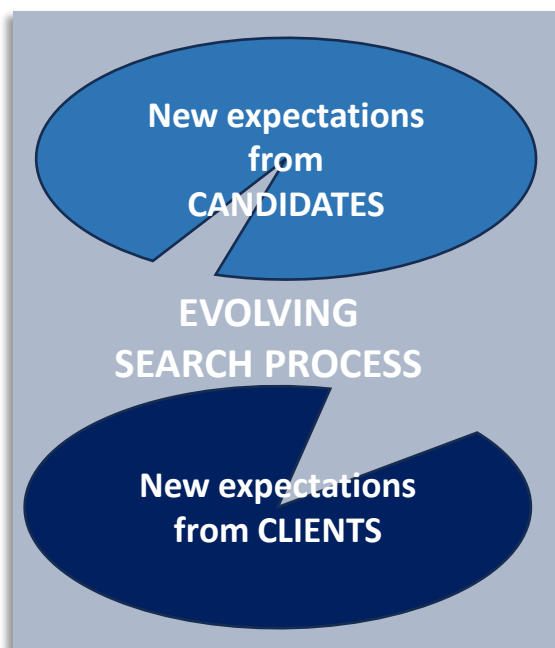 New expectations
from
CANDIDATES
EVOLVING
SEARCH PROCESS
New expectations
from CLIENTS